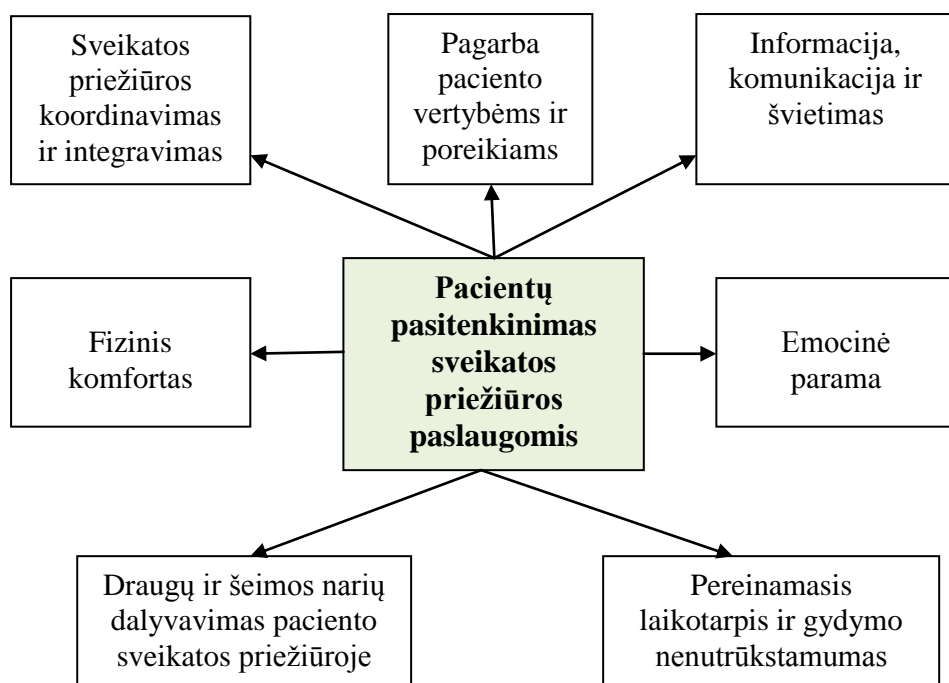 Sveikatos
priežiūros
koordinavimas
ir integravimas
Pagarba
paciento
vertybėms ir
poreikiams
Informacija,
komunikacija ir
švietimas
Fizinis
komfortas
Pacientų
pasitenkinimas
sveikatos
priežiūros
paslaugomis
Emocinė
parama
Draugų ir šeimos narių
dalyvavimas paciento
sveikatos priežiūroje
Pereinamasis
laikotarpis ir gydymo
nenutrūkstamumas